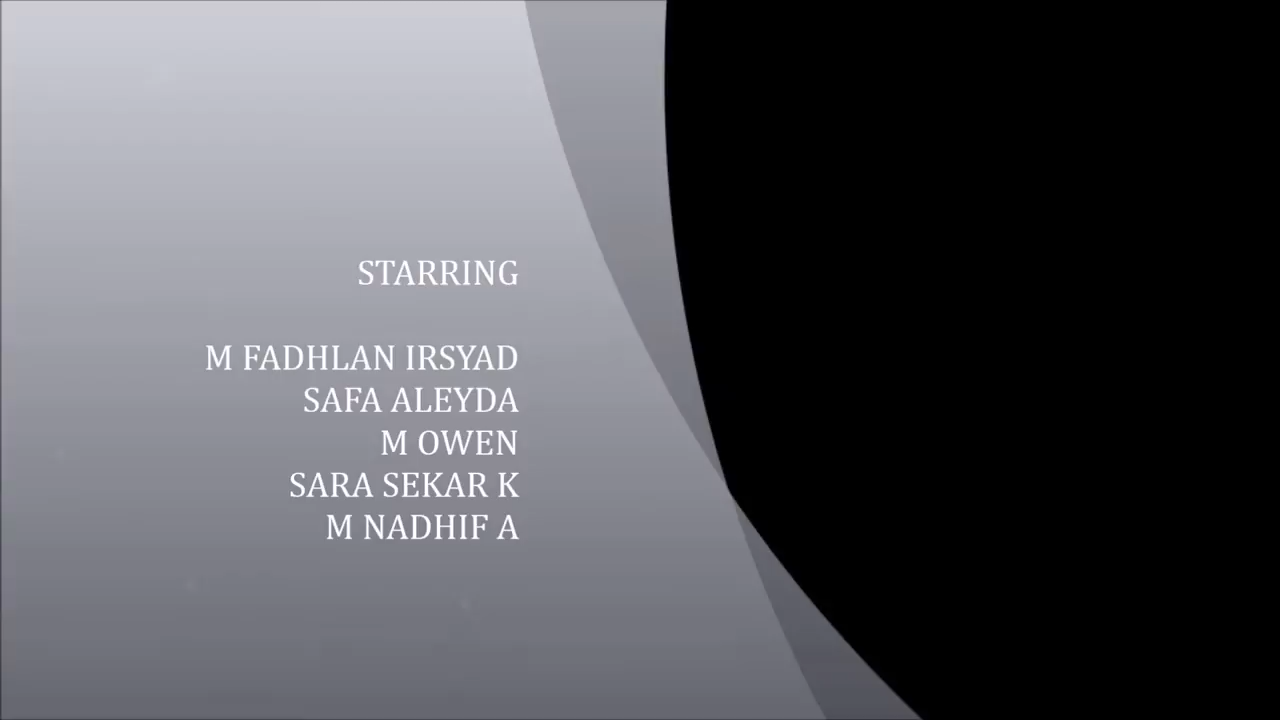 STARRING
M FADHLAN IRSYAD
SAFA ALEYDA
M OWEN
SARA SEKAR K
M NADHIF A